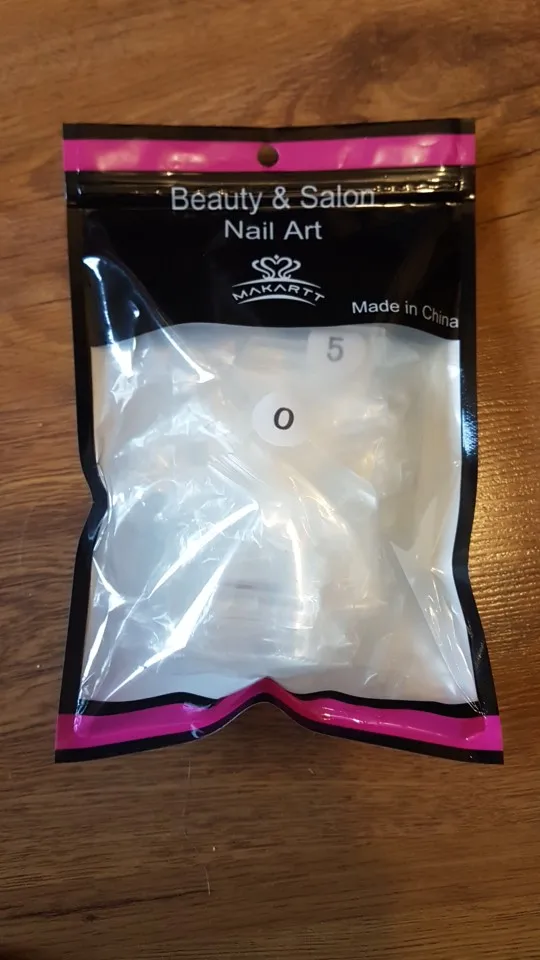 Beauty & Salon
Nail Art
MAKARTT
Made in China
5
0